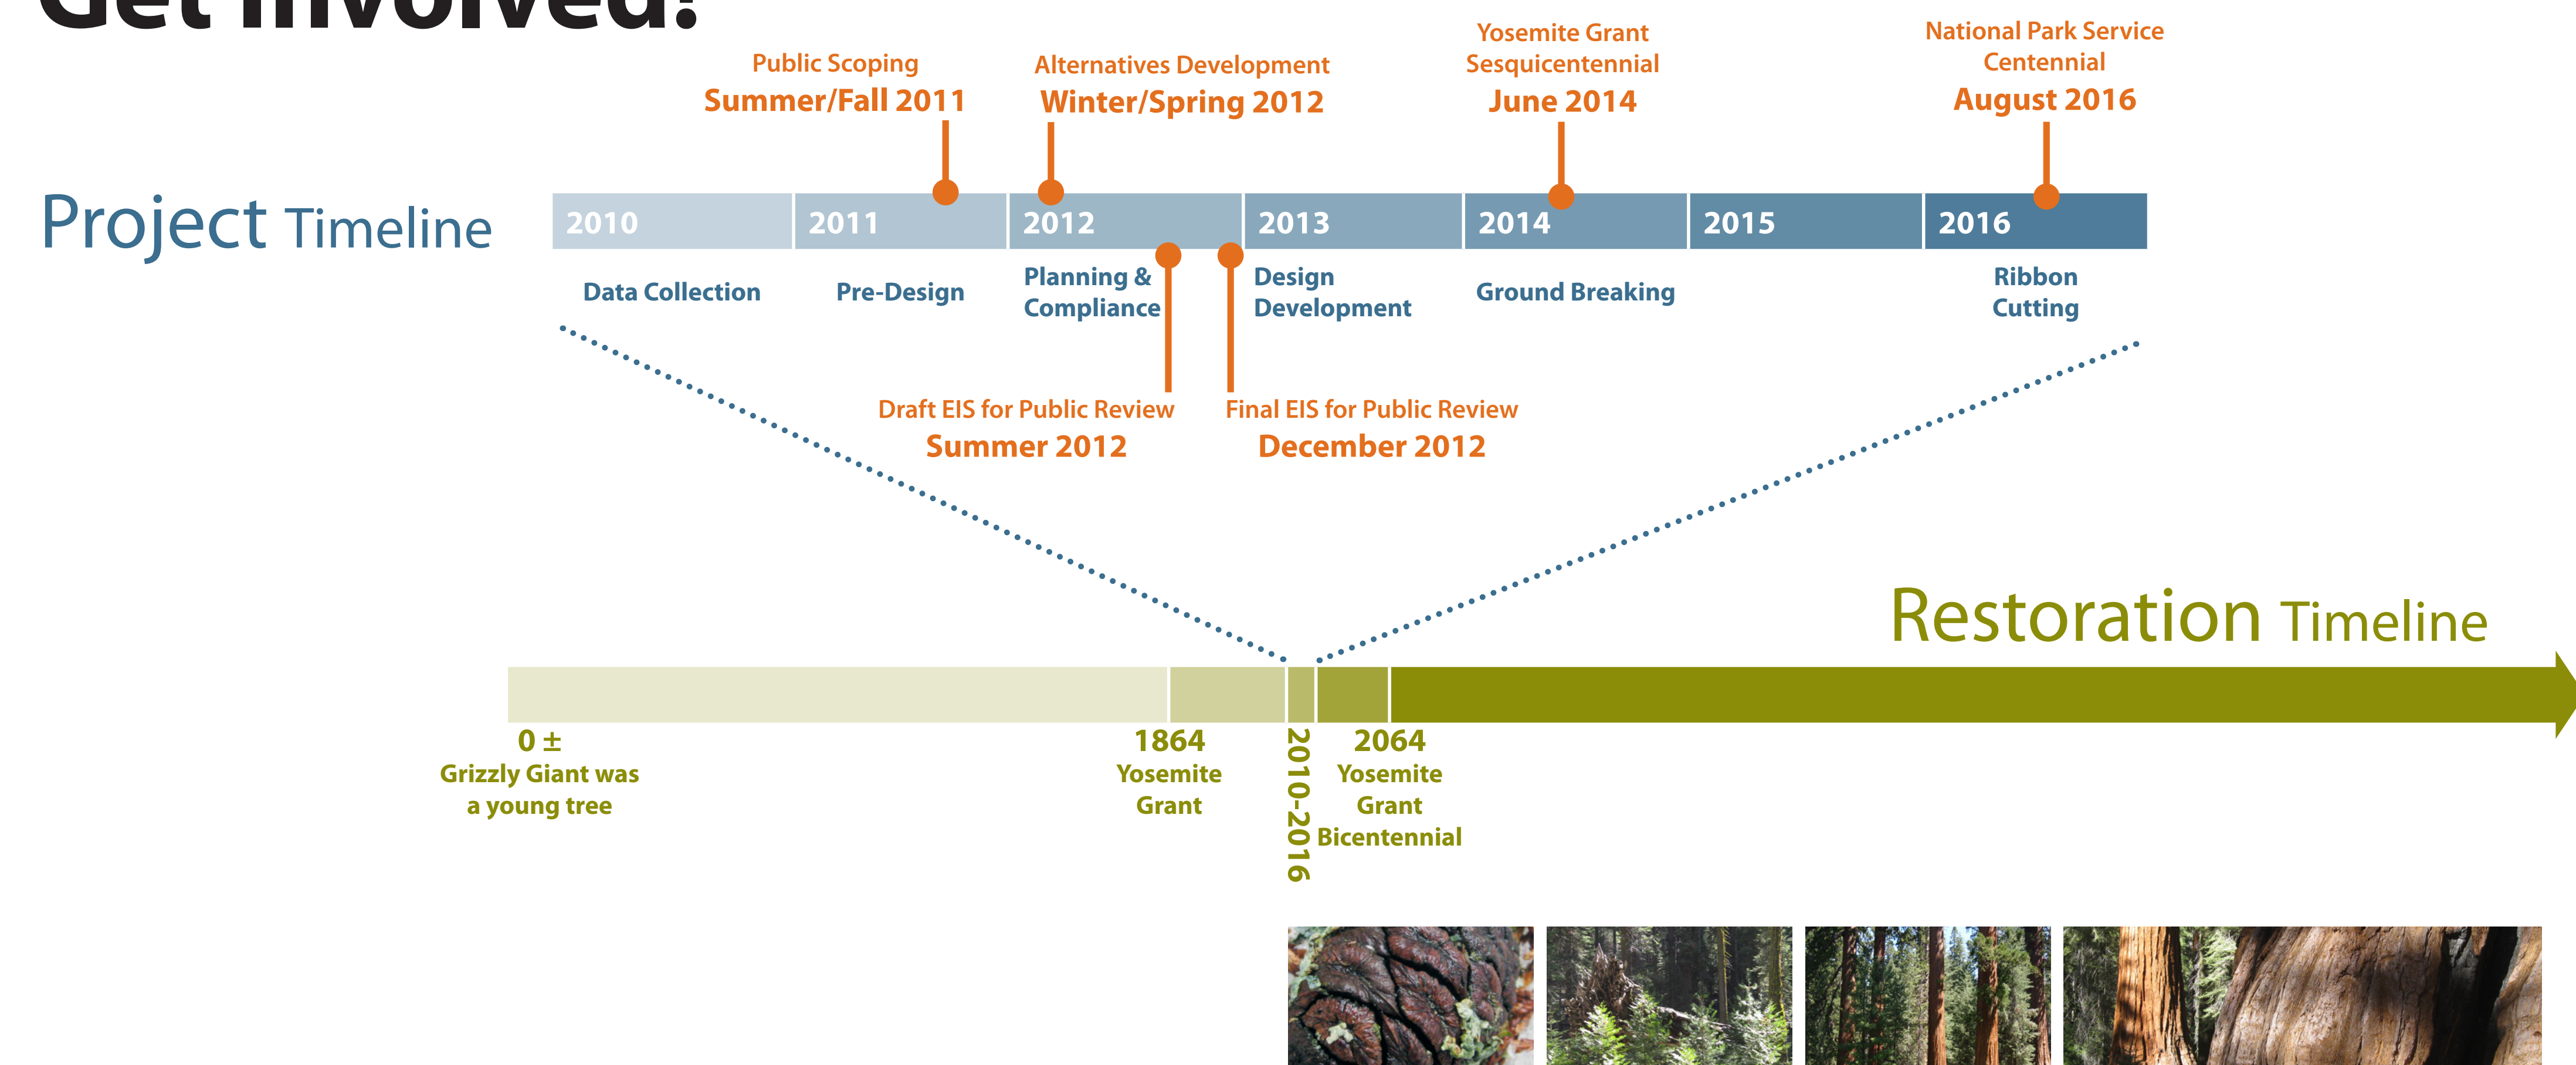 Get Involved!
Public Scoping
Summer/Fall 2011
Alternatives Development
Winter/Spring 2012
Yosemite Grant
Sesquicentennial
June 2014
National Park Service
Centennial
August 2016
Project Timeline
2010
2011
2012
2013
2014
2015
2016
Data Collection
Pre-Design
Planning &
Compliance
Design
Development
Ground Breaking
Ribbon
Cutting
Draft EIS for Public Review
Summer 2012
Final EIS for Public Review
December 2012
Restoration Timeline
0 ±
Grizzly Giant was
a young tree
1864
Yosemite
Grant
2010-2016
2064
Yosemite
Grant
Bicentennial